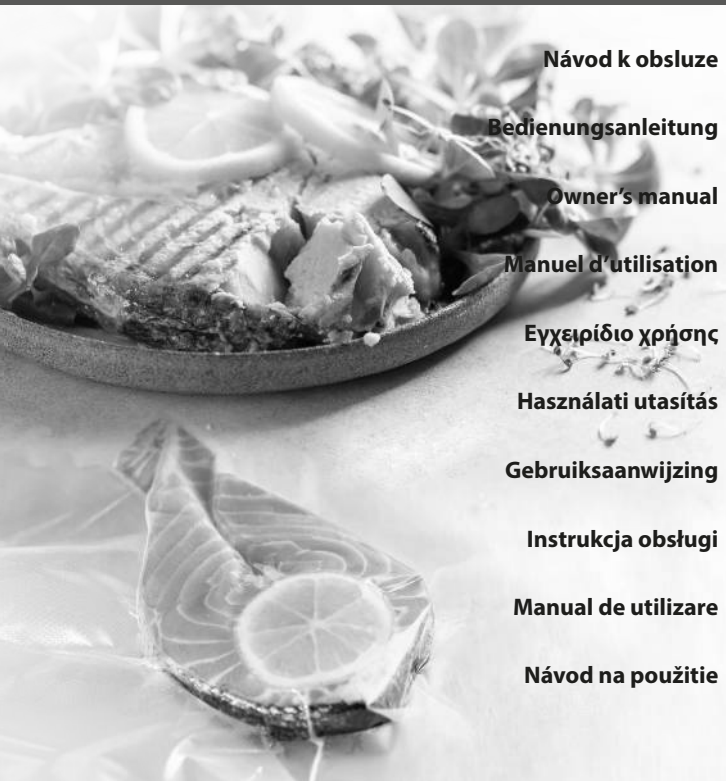 Návod k obsluze
Bedienungsanleitung
Owner's manual
Manuel d'utilisation
Εγχειρίδιο χρήσης
Használati utasítás
Gebruiksaanwijzing
Instrukcja obsługi
Manual de utilizare
Návod na použitie